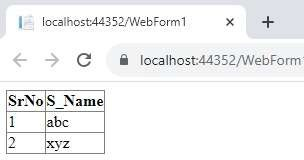 localhost:44352/WebForm1
localhost:44352/WebForm
SrNo S_Name
1 abc
2 xyz